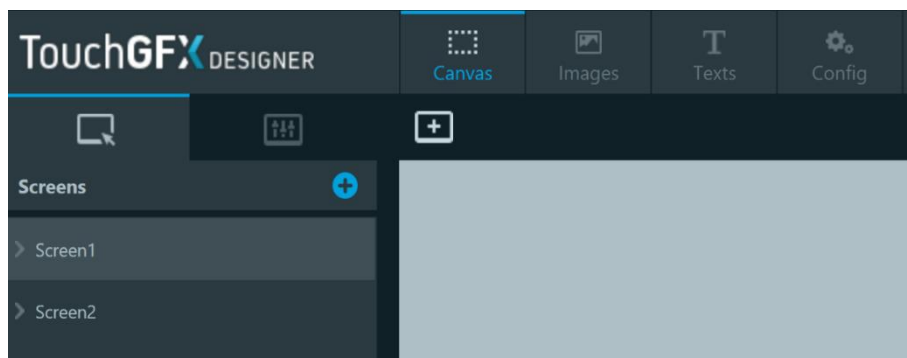 TouchGFX DESIGNER
Canvas
Images
Texts
Config
Screens
Screen1
Screen2